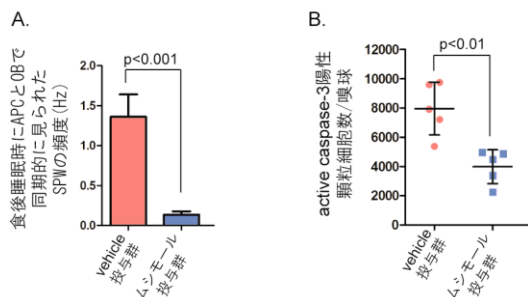 A.
p<0.001
食後睡眠時にAPCとOBで
同期的に見られた
SPWの頻度(Hz)
2.0
1.5
1.0
0.5
0.0
vehicle
投与群
ムシモール
投与群
B.
p<0.01
active caspase-3陽性
顆粒細胞数/嗅球
12000
10000
8000
6000
4000
2000
0
vehicle
投与群
ムシモール
投与群